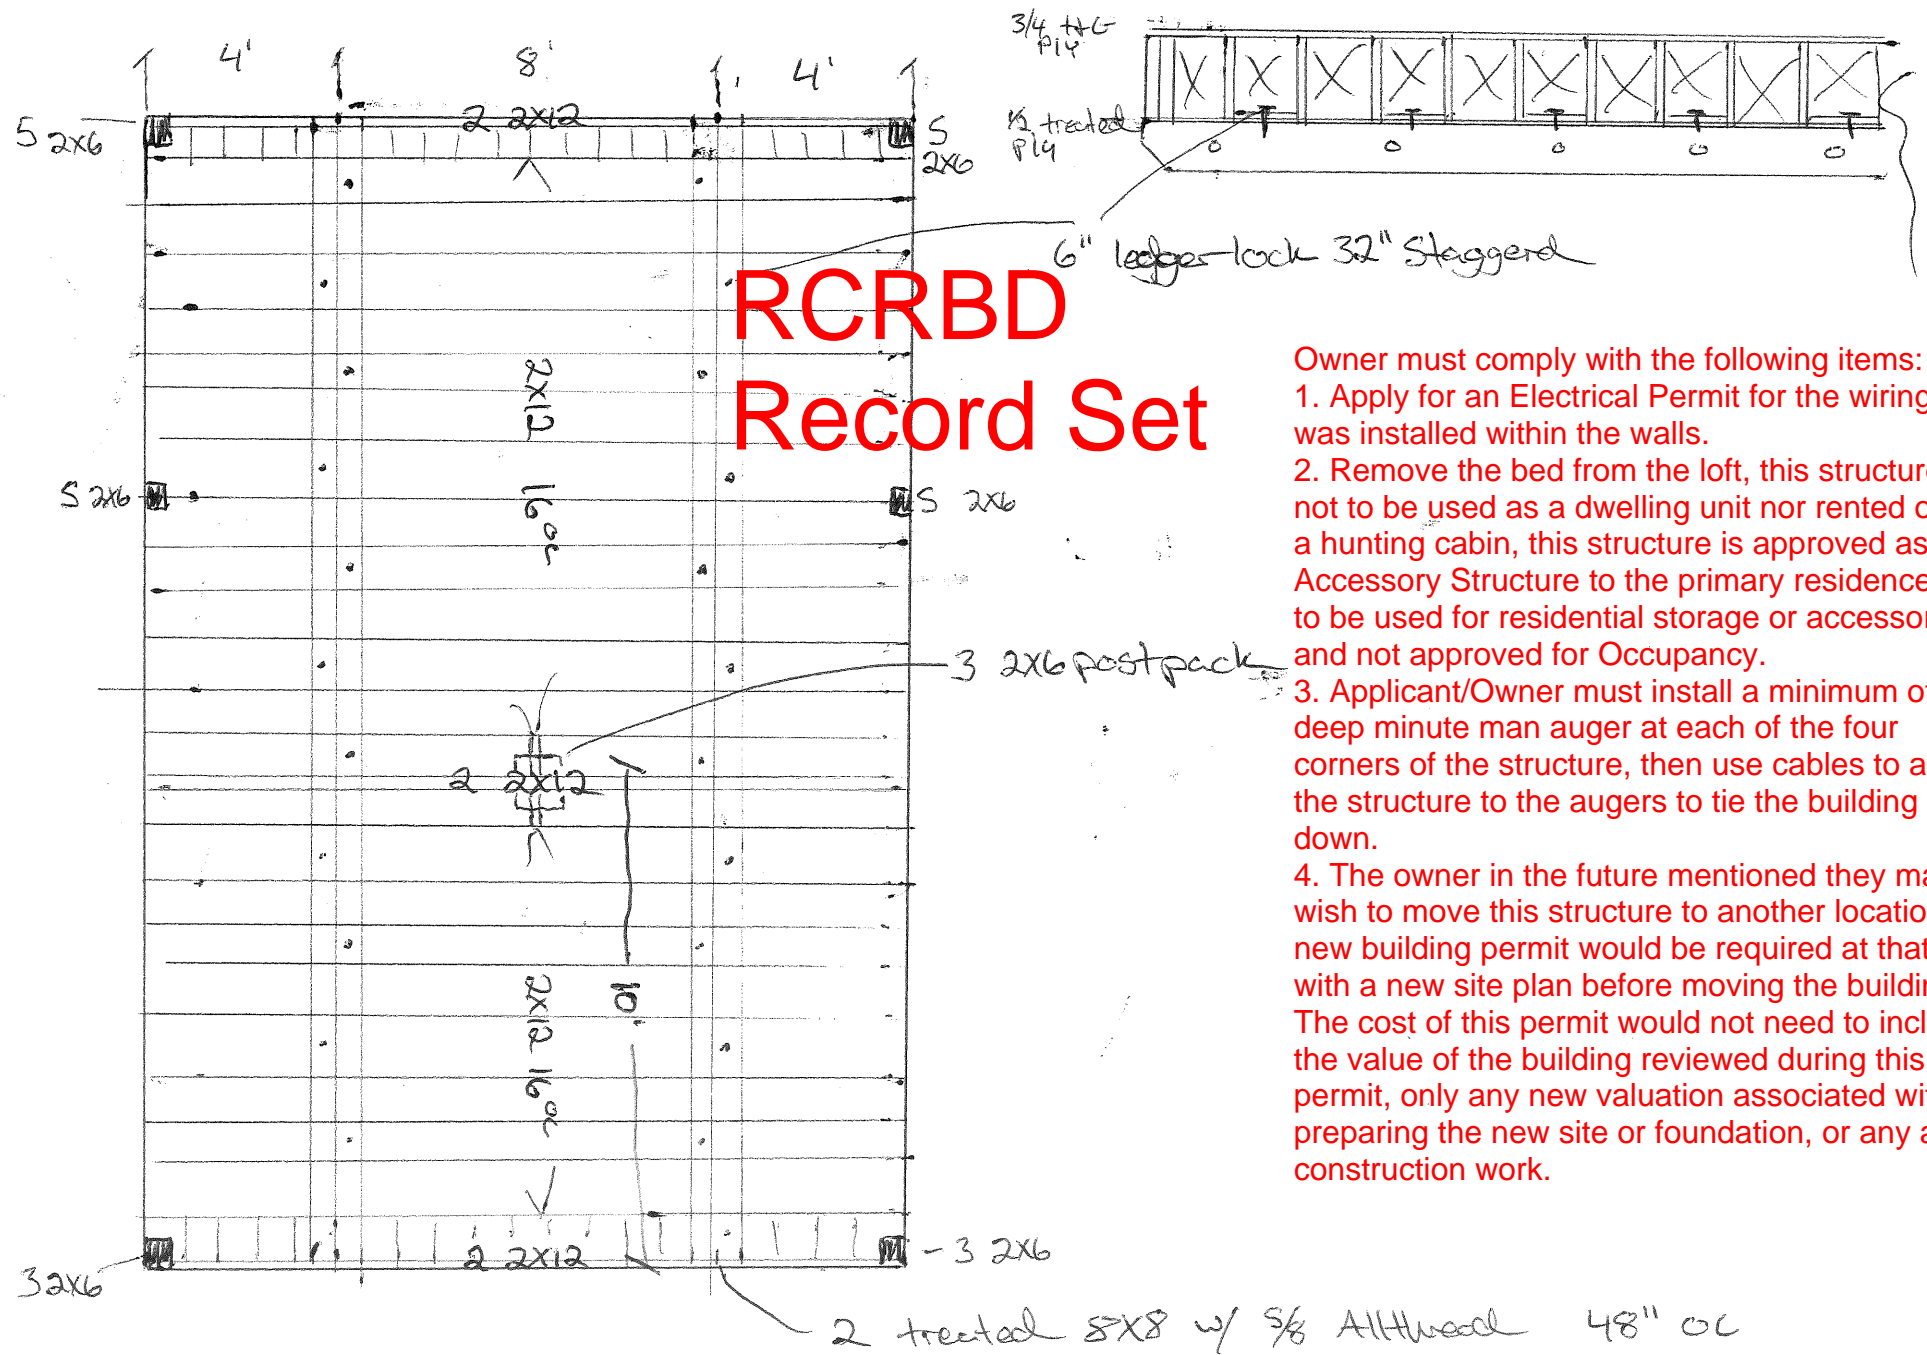 4'
8'
4'
3/4 T&G
Ply
5 2x6
2 2x12
5
2x6
1/2 treated
Ply
6" ledger-lock 32" Staggerd
RCRBD
Record Set
Owner must comply with the following items:
1. Apply for an Electrical Permit for the wiring
was installed within the walls.
2. Remove the bed from the loft, this structure
not to be used as a dwelling unit nor rented o
a hunting cabin, this structure is approved as
Accessory Structure to the primary residence
to be used for residential storage or accessor
and not approved for Occupancy.
3. Applicant/Owner must install a minimum of
deep minute man auger at each of the four
corners of the structure, then use cables to a
the structure to the augers to tie the building
down.
4. The owner in the future mentioned they ma
wish to move this structure to another locatio
new building permit would be required at that
with a new site plan before moving the buildin
The cost of this permit would not need to incl
the value of the building reviewed during this
permit, only any new valuation associated wi
preparing the new site or foundation, or any a
construction work.
2x12 16 oc
5 2x6
5 2x6
3 2x6 post pack
2 2x12
10'
2x12 16 oc
3 2x6
2 2x12
- 3 2x6
2 treated 8x8 w/ 5/8 Allthread 48" OC